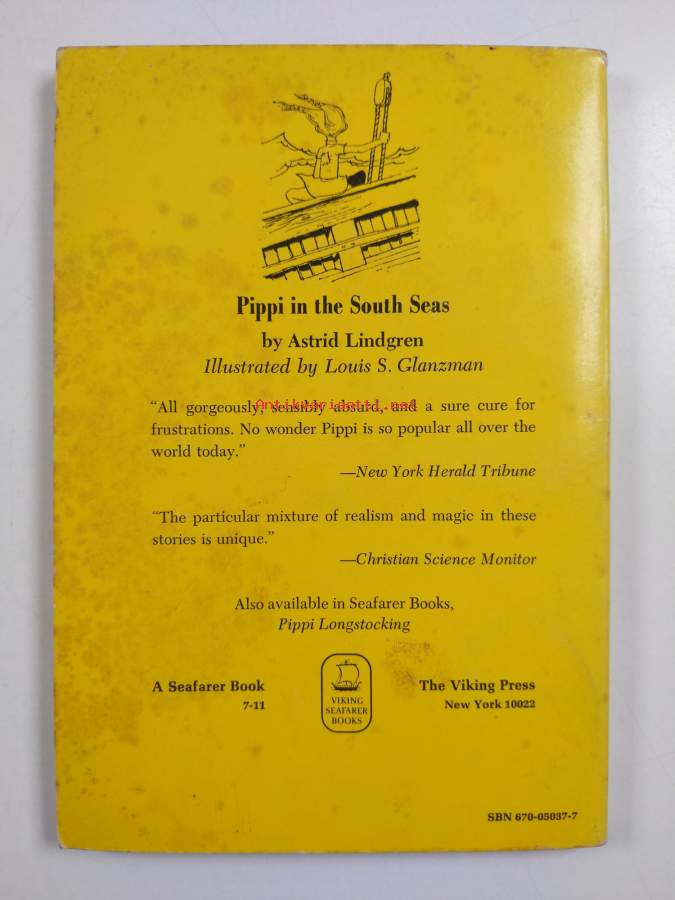 Pippi in the South Seas
by Astrid Lindgren
Illustrated by Louis S. Glanzman
Antikvariaatti.net
“All gorgeously, sensibly absurd, and a sure cure for
frustrations. No wonder Pippi is so popular all over the
world today.”
—New York Herald Tribune
“The particular mixture of realism and magic in these
stories is unique.”
—Christian Science Monitor
Also available in Seafarer Books,
Pippi Longstocking
A Seafarer Book
7-11
VIKING
SEAFARER
BOOKS
The Viking Press
New York 10022
SBN 670-05037-7